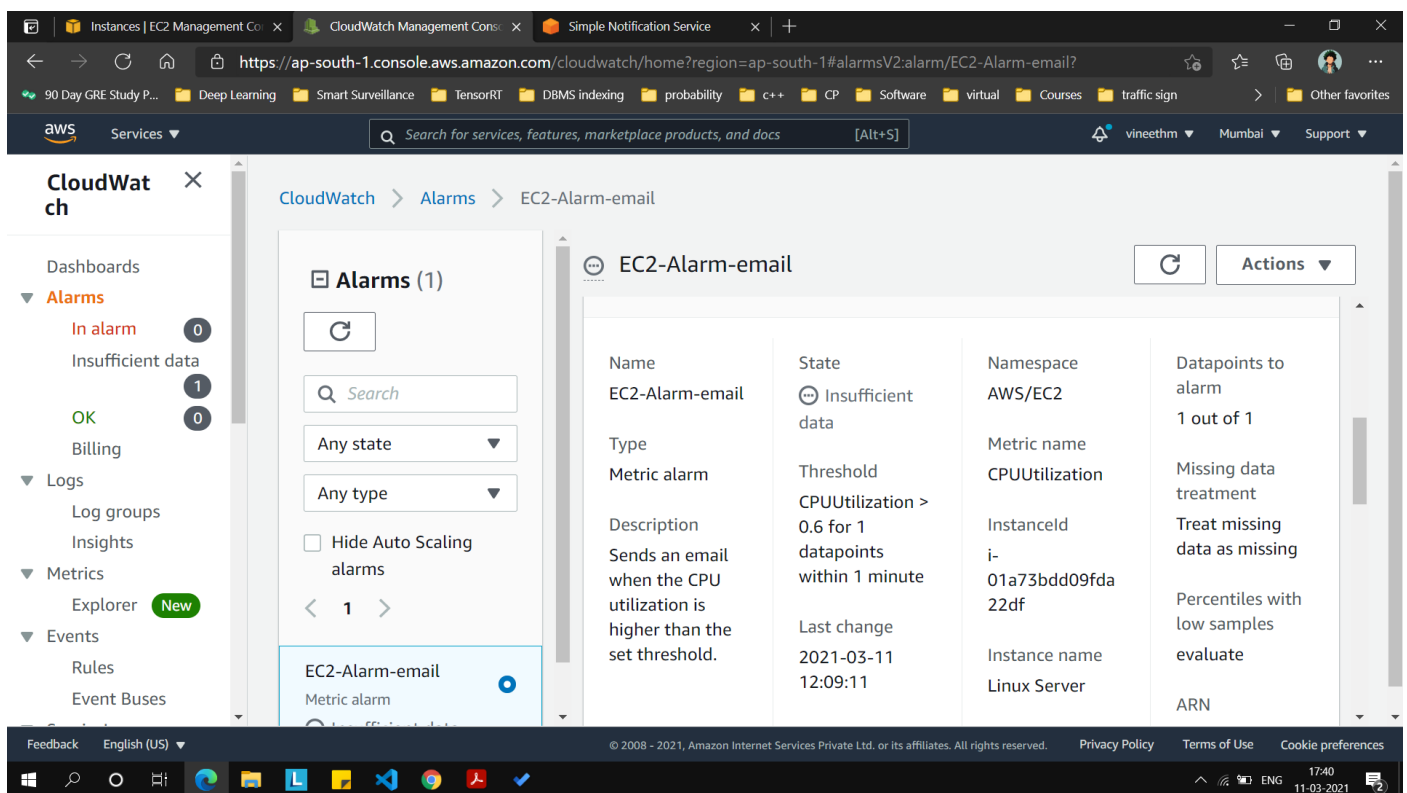 Instances | EC2 Management Co
CloudWatch Management Conso
Simple Notification Service
https://ap-south-1.console.aws.amazon.com/cloudwatch/home?region=ap-south-1#alarmsV2:alarm/EC2-Alarm-email?
90 Day GRE Study P... Deep Learning Smart Surveillance TensorRT DBMS indexing probability c++ CP Software virtual Courses traffic sign Other favorites
aws Services ▼ Search for services, features, marketplace products, and docs [Alt+S] vineethm ▼ Mumbai ▼ Support ▼
CloudWat
ch
Dashboards
Alarms
In alarm 0
Insufficient data
1
OK 0
Billing
Logs
Log groups
Insights
Metrics
Explorer New
Events
Rules
Event Buses
CloudWatch > Alarms > EC2-Alarm-email
Alarms (1)
Search
Any state
Any type
Hide Auto Scaling
alarms
< 1 >
EC2-Alarm-email
Metric alarm
Insufficient data
EC2-Alarm-email
Actions ▼
Name
EC2-Alarm-email
Type
Metric alarm
Description
Sends an email
when the CPU
utilization is
higher than the
set threshold.
State
Insufficient
data
Threshold
CPUUtilization >
0.6 for 1
datapoints
within 1 minute
Last change
2021-03-11
12:09:11
Namespace
AWS/EC2
Metric name
CPUUtilization
InstanceId
i-
01a73bdd09fda
22df
Instance name
Linux Server
Datapoints to
alarm
1 out of 1
Missing data
treatment
Treat missing
data as missing
Percentiles with
low samples
evaluate
ARN
Feedback English (US) ▼ © 2008 - 2021, Amazon Internet Services Private Ltd. or its affiliates. All rights reserved. Privacy Policy Terms of Use Cookie preferences
L
ENG
17:40
11-03-2021
2